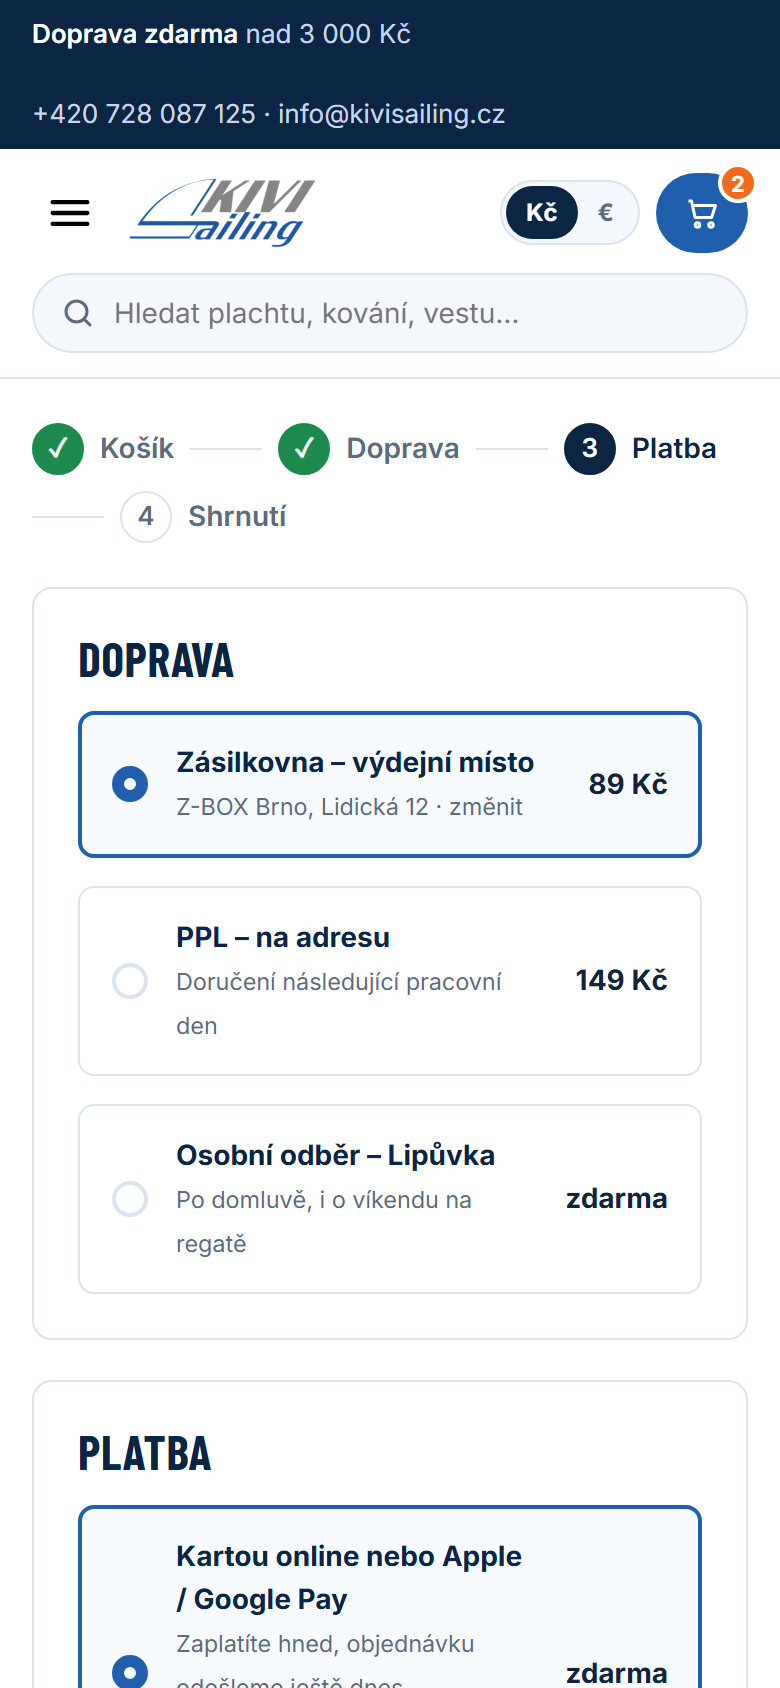 Doprava zdarma nad 3 000 Kč
+420 728 087 125 · info@kivisailing.cz
KIVI
ailing
Kč €
2
Hledat plachtu, kování, vestu...
✓ Košík ✓ Doprava 3 Platba
4 Shrnutí
DOPRAVA
Zásilkovna – výdejní místo
Z-BOX Brno, Lidická 12 · změnit
89 Kč
PPL – na adresu
Doručení následující pracovní
den
149 Kč
Osobní odběr – Lipůvka
Po domluvě, i o víkendu na
regatě
zdarma
PLATBA
Kartou online nebo Apple
/ Google Pay
Zaplatíte hned, objednávku
odešleme ještě dnes
zdarma